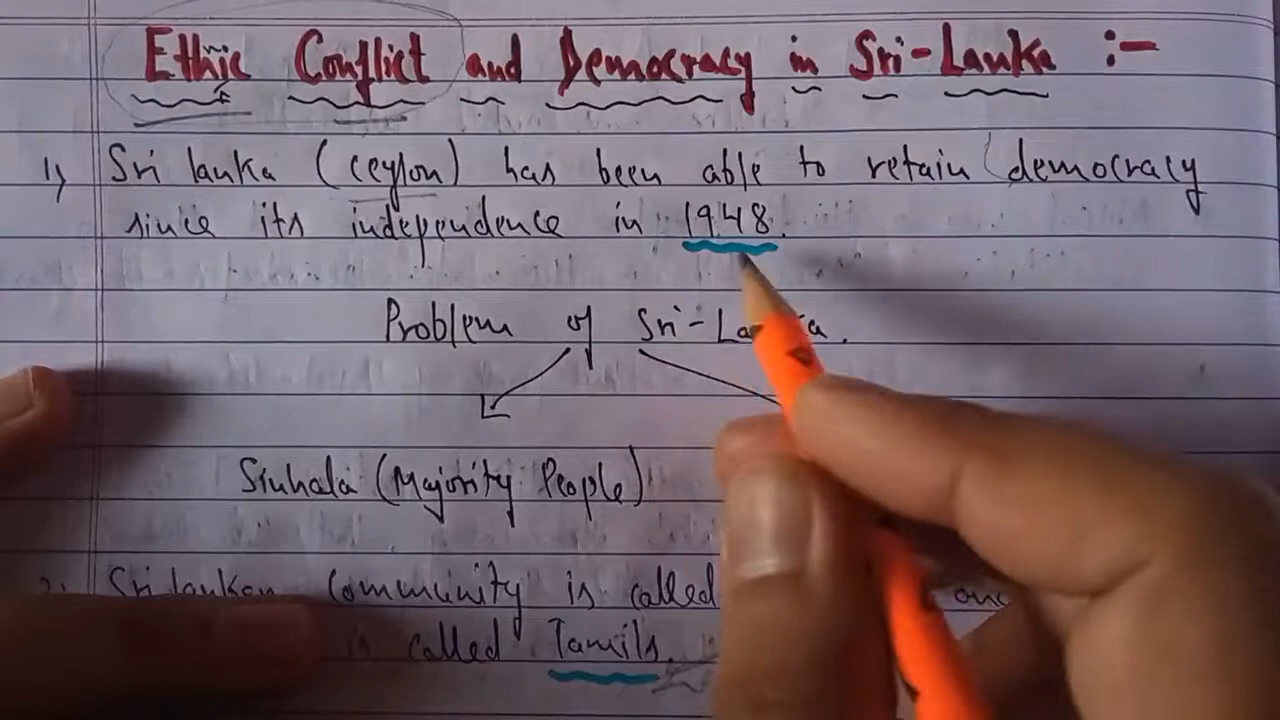 Ethic Conflict and Democracy in Sri-Lanka :-
1) Sri lanka (ceylon) has been able to retain democracy
since its independence in 1948.
Problem of Sri-Lanka.
Sinhala (Majority People)
Sri lankan Community is called
is called Tamils.